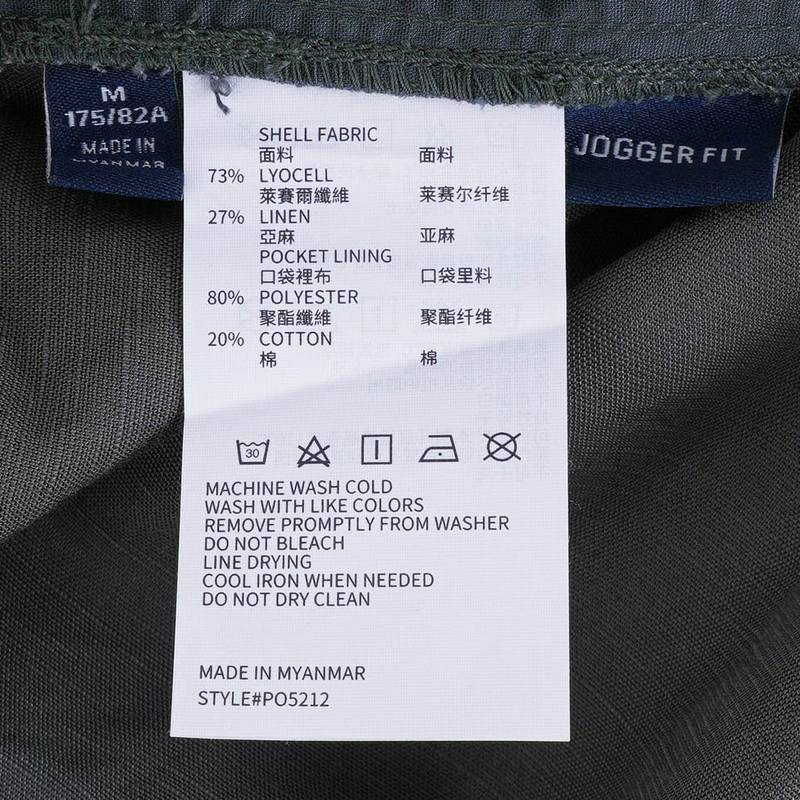 M
175/82A
MADE IN
MYANMAR
JOGGER FIT
SHELL FABRIC
面料 面料
73% LYOCELL
萊賽爾纖維 莱赛尔纤维
27% LINEN
亞麻 亚麻
POCKET LINING
口袋裡布 口袋里料
80% POLYESTER
聚酯纖維 聚酯纤维
20% COTTON
棉 棉
30
MACHINE WASH COLD
WASH WITH LIKE COLORS
REMOVE PROMPTLY FROM WASHER
DO NOT BLEACH
LINE DRYING
COOL IRON WHEN NEEDED
DO NOT DRY CLEAN
MADE IN MYANMAR
STYLE#PO5212